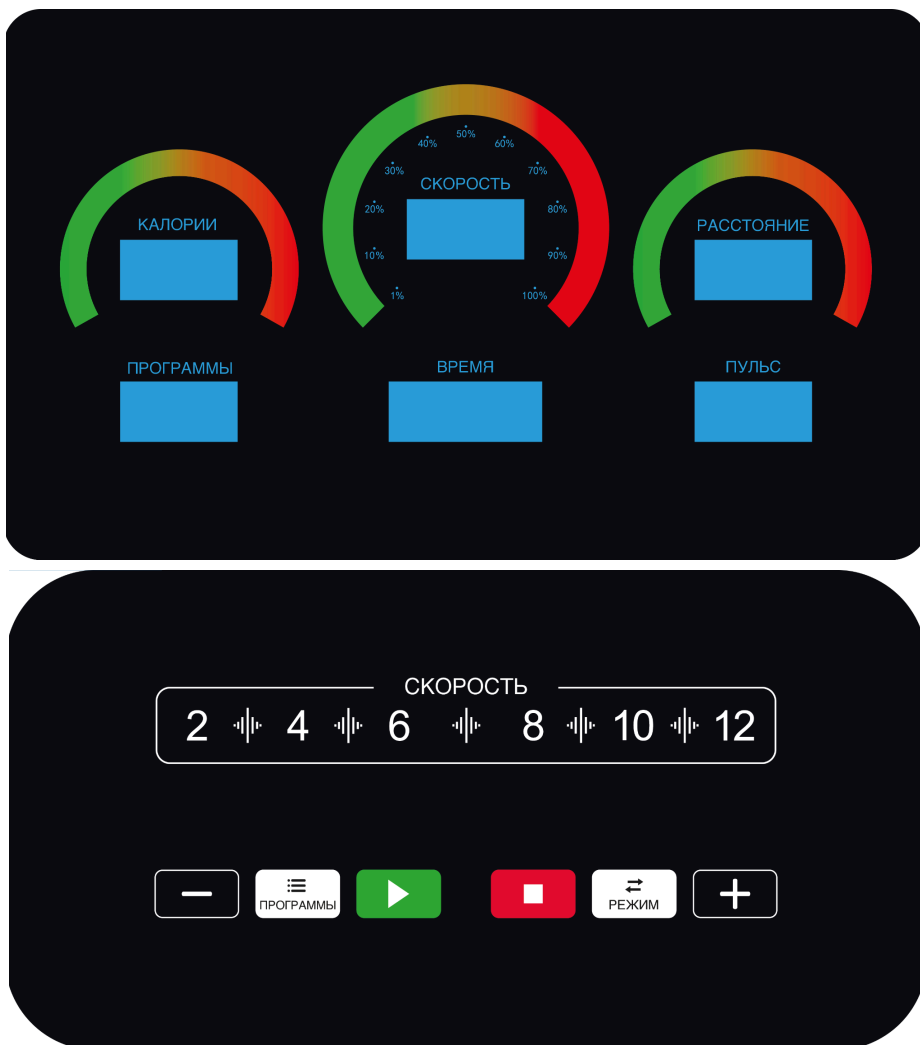 50%
40%
60%
30%
70%
СКОРОСТЬ
20%
80%
КАЛОРИИ
РАССТОЯНИЕ
10%
90%
1%
100%
ПРОГРАММЫ
ВРЕМЯ
ПУЛЬС
СКОРОСТЬ
2 4 6 8 10 12
ПРОГРАММЫ
РЕЖИМ